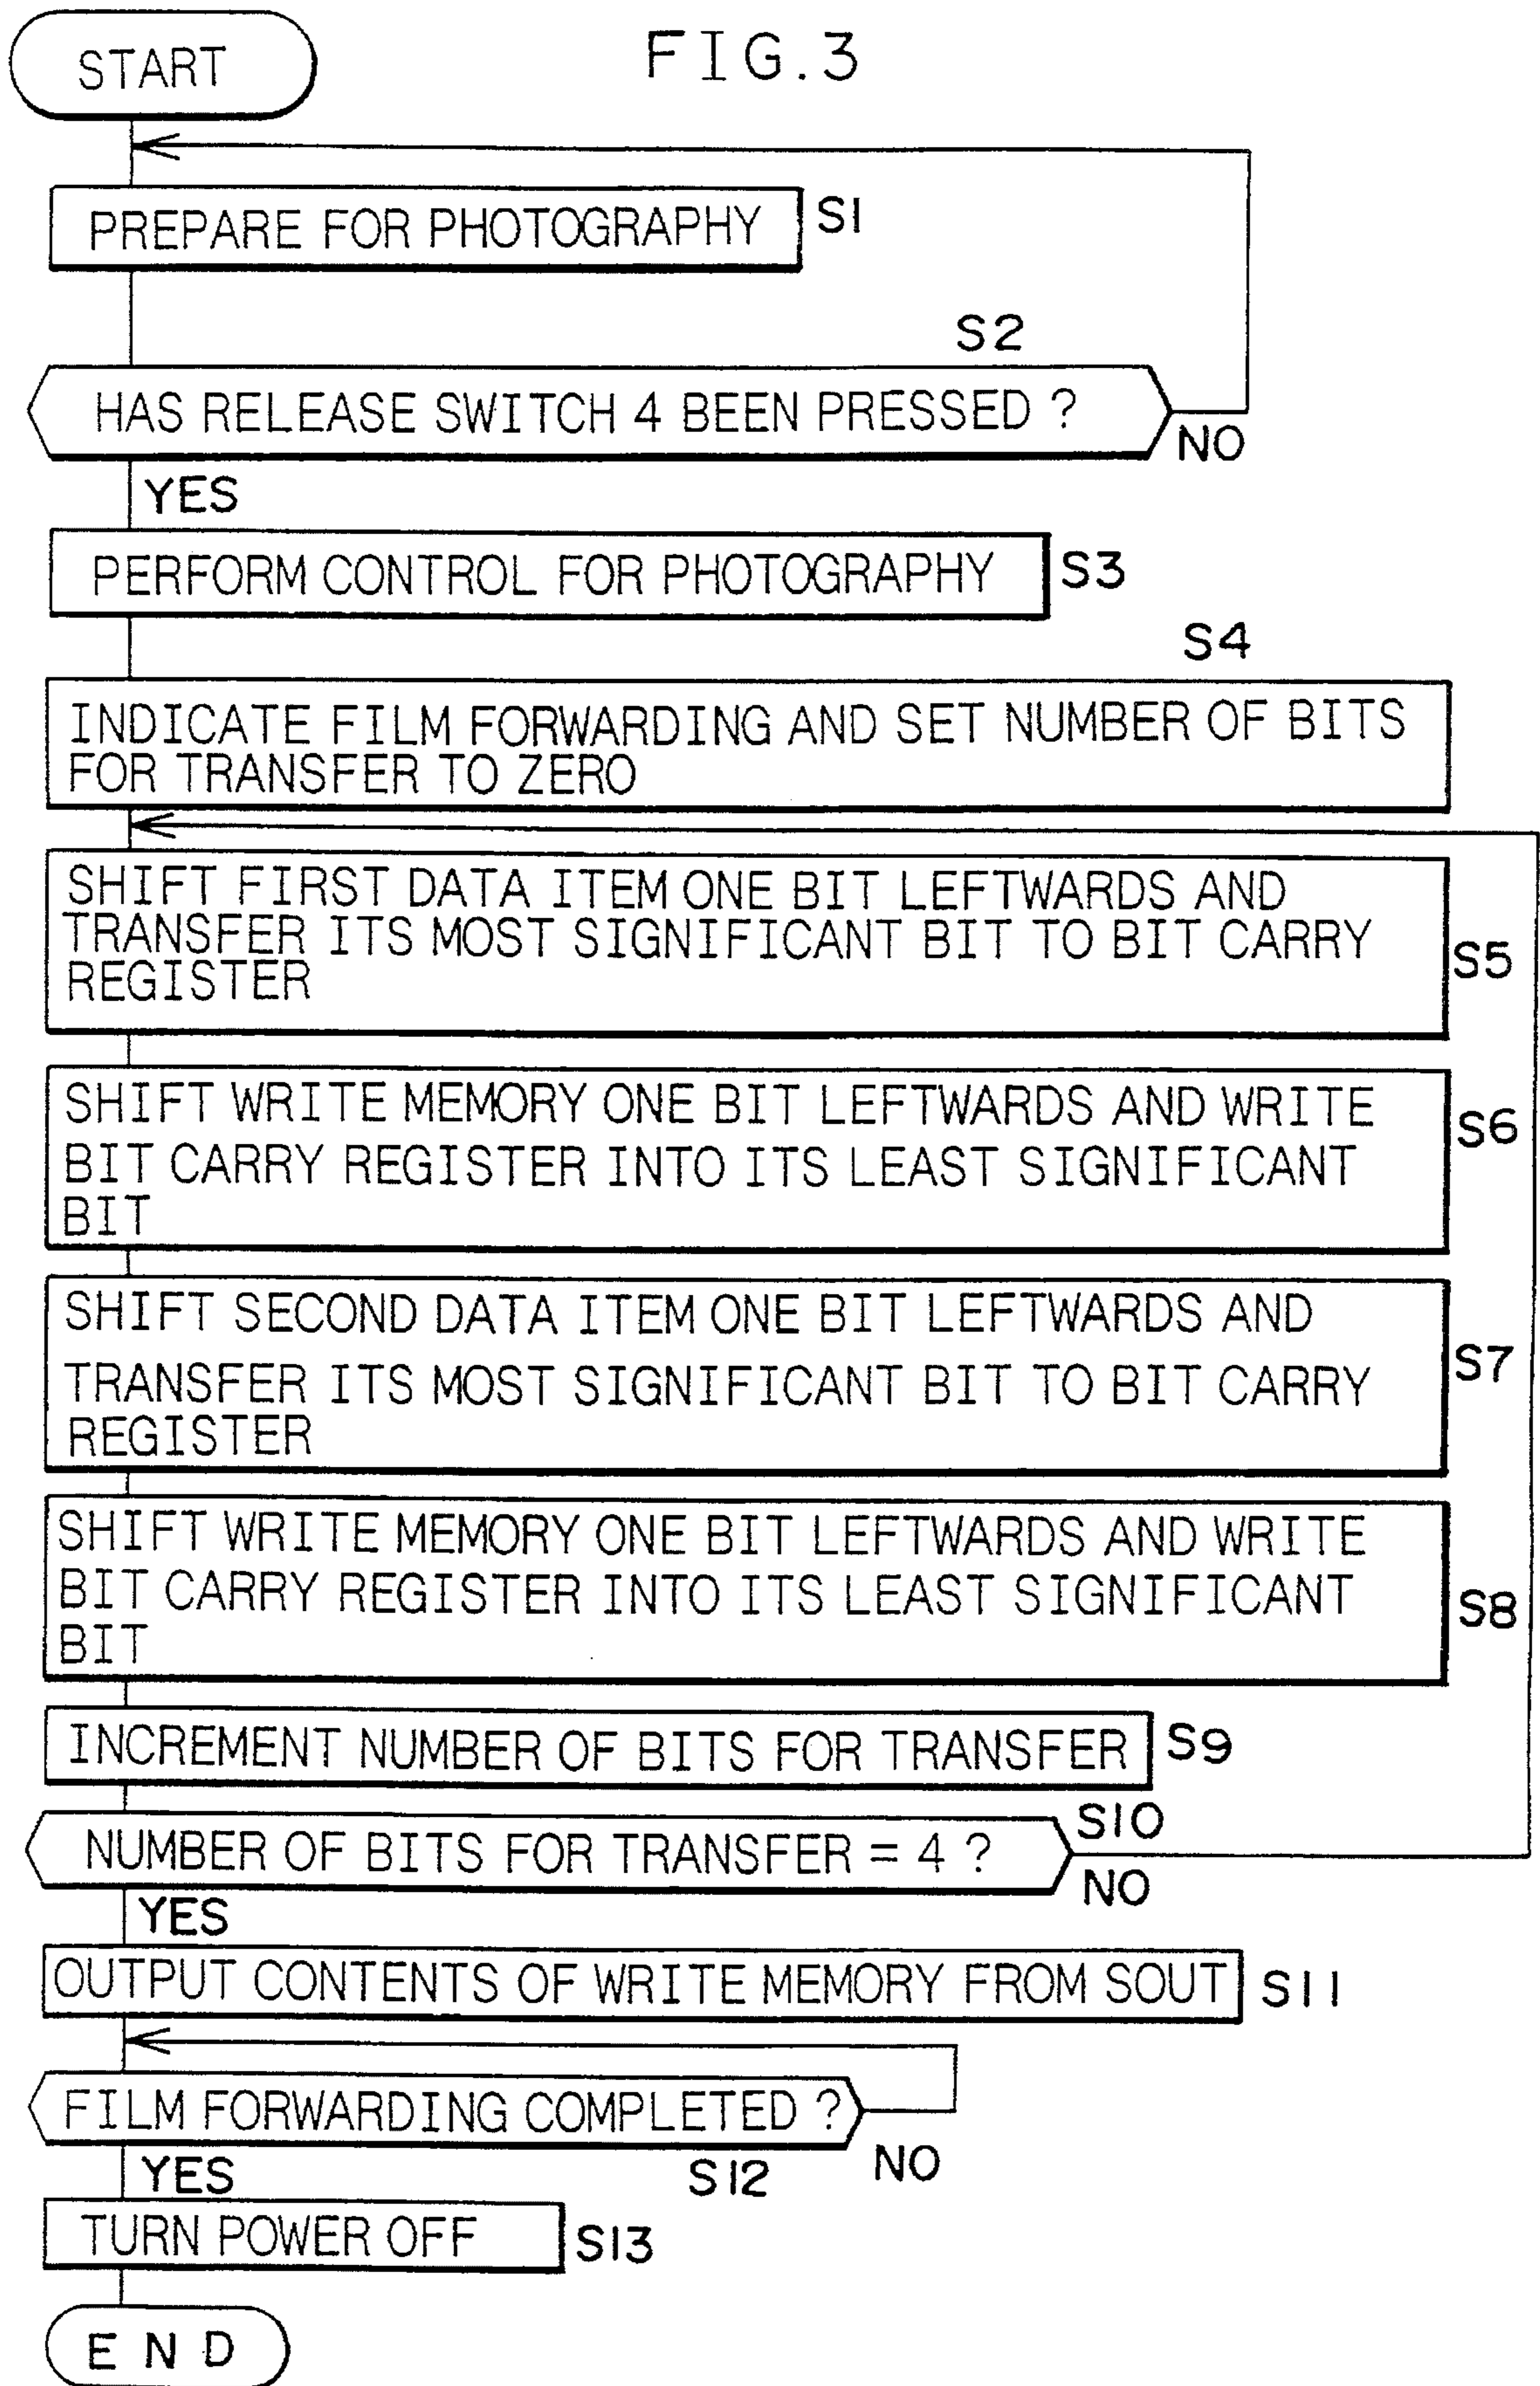 START
FIG.3
PREPARE FOR PHOTOGRAPHY
S1
S2
HAS RELEASE SWITCH 4 BEEN PRESSED ?
NO
YES
PERFORM CONTROL FOR PHOTOGRAPHY
S3
S4
INDICATE FILM FORWARDING AND SET NUMBER OF BITS
FOR TRANSFER TO ZERO
SHIFT FIRST DATA ITEM ONE BIT LEFTWARDS AND
TRANSFER ITS MOST SIGNIFICANT BIT TO BIT CARRY
REGISTER
S5
SHIFT WRITE MEMORY ONE BIT LEFTWARDS AND WRITE
BIT CARRY REGISTER INTO ITS LEAST SIGNIFICANT
BIT
S6
SHIFT SECOND DATA ITEM ONE BIT LEFTWARDS AND
TRANSFER ITS MOST SIGNIFICANT BIT TO BIT CARRY
REGISTER
S7
SHIFT WRITE MEMORY ONE BIT LEFTWARDS AND WRITE
BIT CARRY REGISTER INTO ITS LEAST SIGNIFICANT
BIT
S8
INCREMENT NUMBER OF BITS FOR TRANSFER
S9
NUMBER OF BITS FOR TRANSFER = 4 ?
S10
NO
YES
OUTPUT CONTENTS OF WRITE MEMORY FROM SOUT
S11
FILM FORWARDING COMPLETED ?
NO
YES
S12
TURN POWER OFF
S13
END